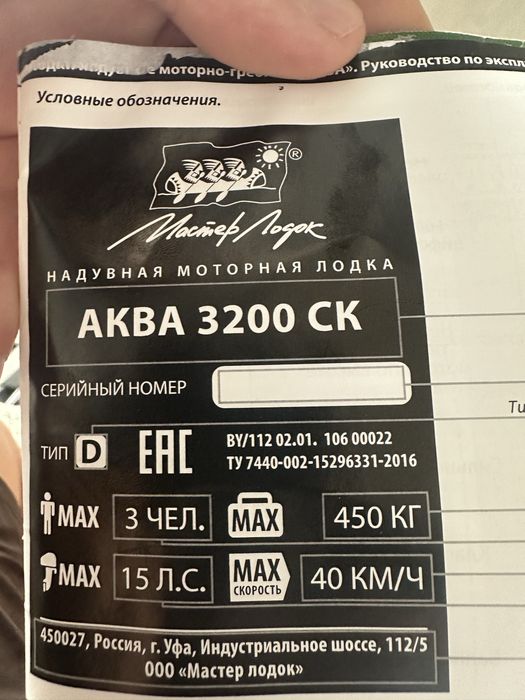 моторно-греб
». Руководство по экспл
Условные обозначения.
®
Мастер Лодок
НАДУВНАЯ МОТОРНАЯ ЛОДКА
АКВА 3200 СК
СЕРИЙНЫЙ НОМЕР
ТИП D EAC BY/112 02.01. 106 00022
ТУ 7440-002-15296331-2016
MAX 3 ЧЕЛ. MAX 450 КГ
MAX 15 Л.С. MAX СКОРОСТЬ 40 КМ/Ч
450027, Россия, г. Уфа, Индустриальное шоссе, 112/5
ООО «Мастер лодок»